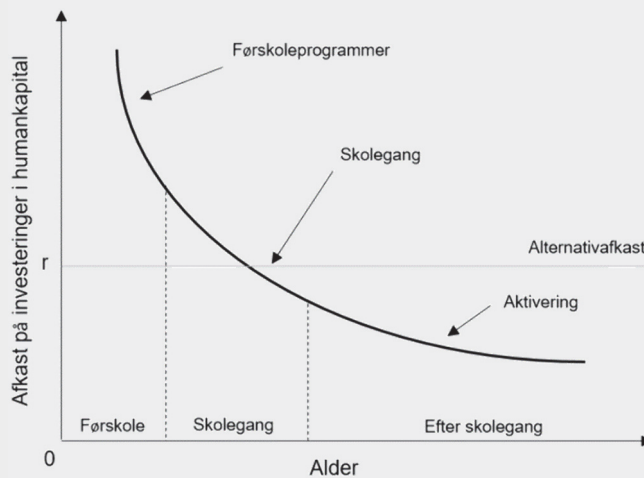 Afkast på investeringer i humankapital
Førskoleprogrammer
Skolegang
Alternativafkast
r
Aktivering
Førskole
Skolegang
Efter skolegang
0
Alder